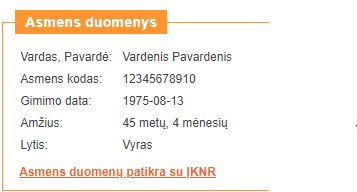 Asmens duomenys
Vardas, Pavardė: Vardenis Pavardenis
Asmens kodas: 12345678910
Gimimo data: 1975-08-13
Amžius: 45 metų, 4 mėnesių
Lytis: Vyras
Asmens duomenų patikra su ĮKNR